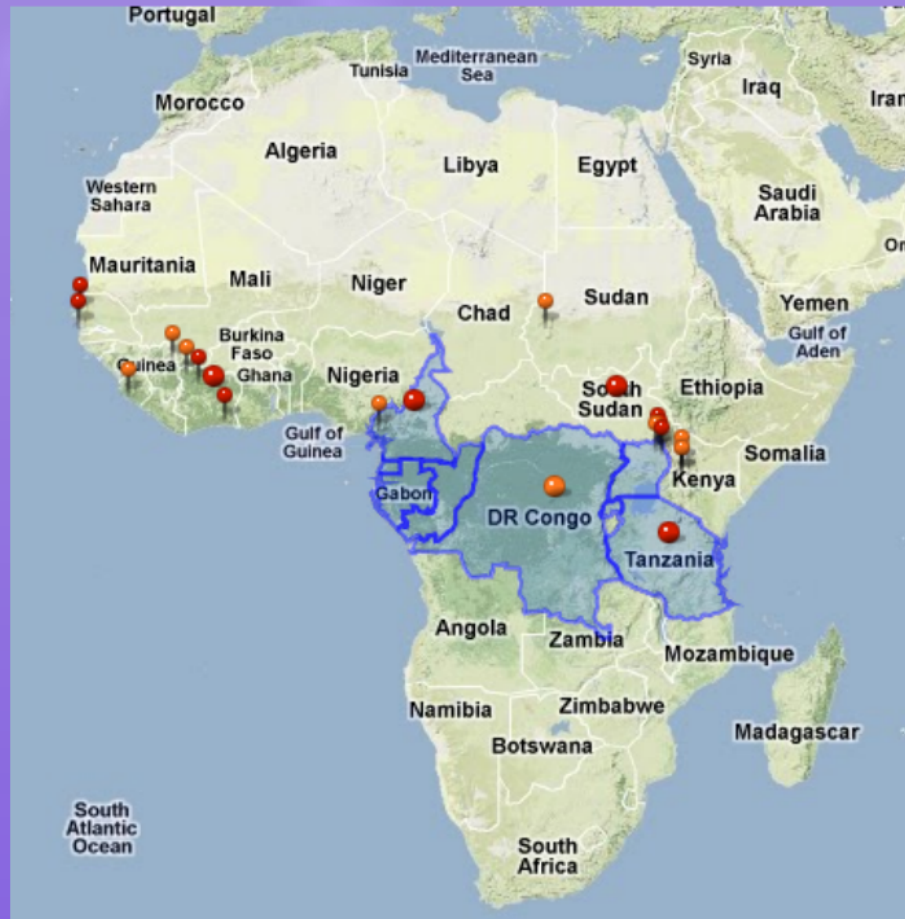 Portugal
Mediterranean
Sea
Tunisia
Syria
Iraq
Iran
Morocco
Algeria
Libya
Egypt
Western
Sahara
Saudi
Arabia
Mauritania
Mali
Niger
Chad
Sudan
Yemen
Gulf of
Aden
Burkina
Faso
Guinea
Ghana
Nigeria
South
Sudan
Ethiopia
Gulf of
Guinea
Somalia
Kenya
Gabon
DR Congo
Tanzania
Angola
Zambia
Mozambique
Namibia
Zimbabwe
Botswana
Madagascar
South
Atlantic
Ocean
South
Africa